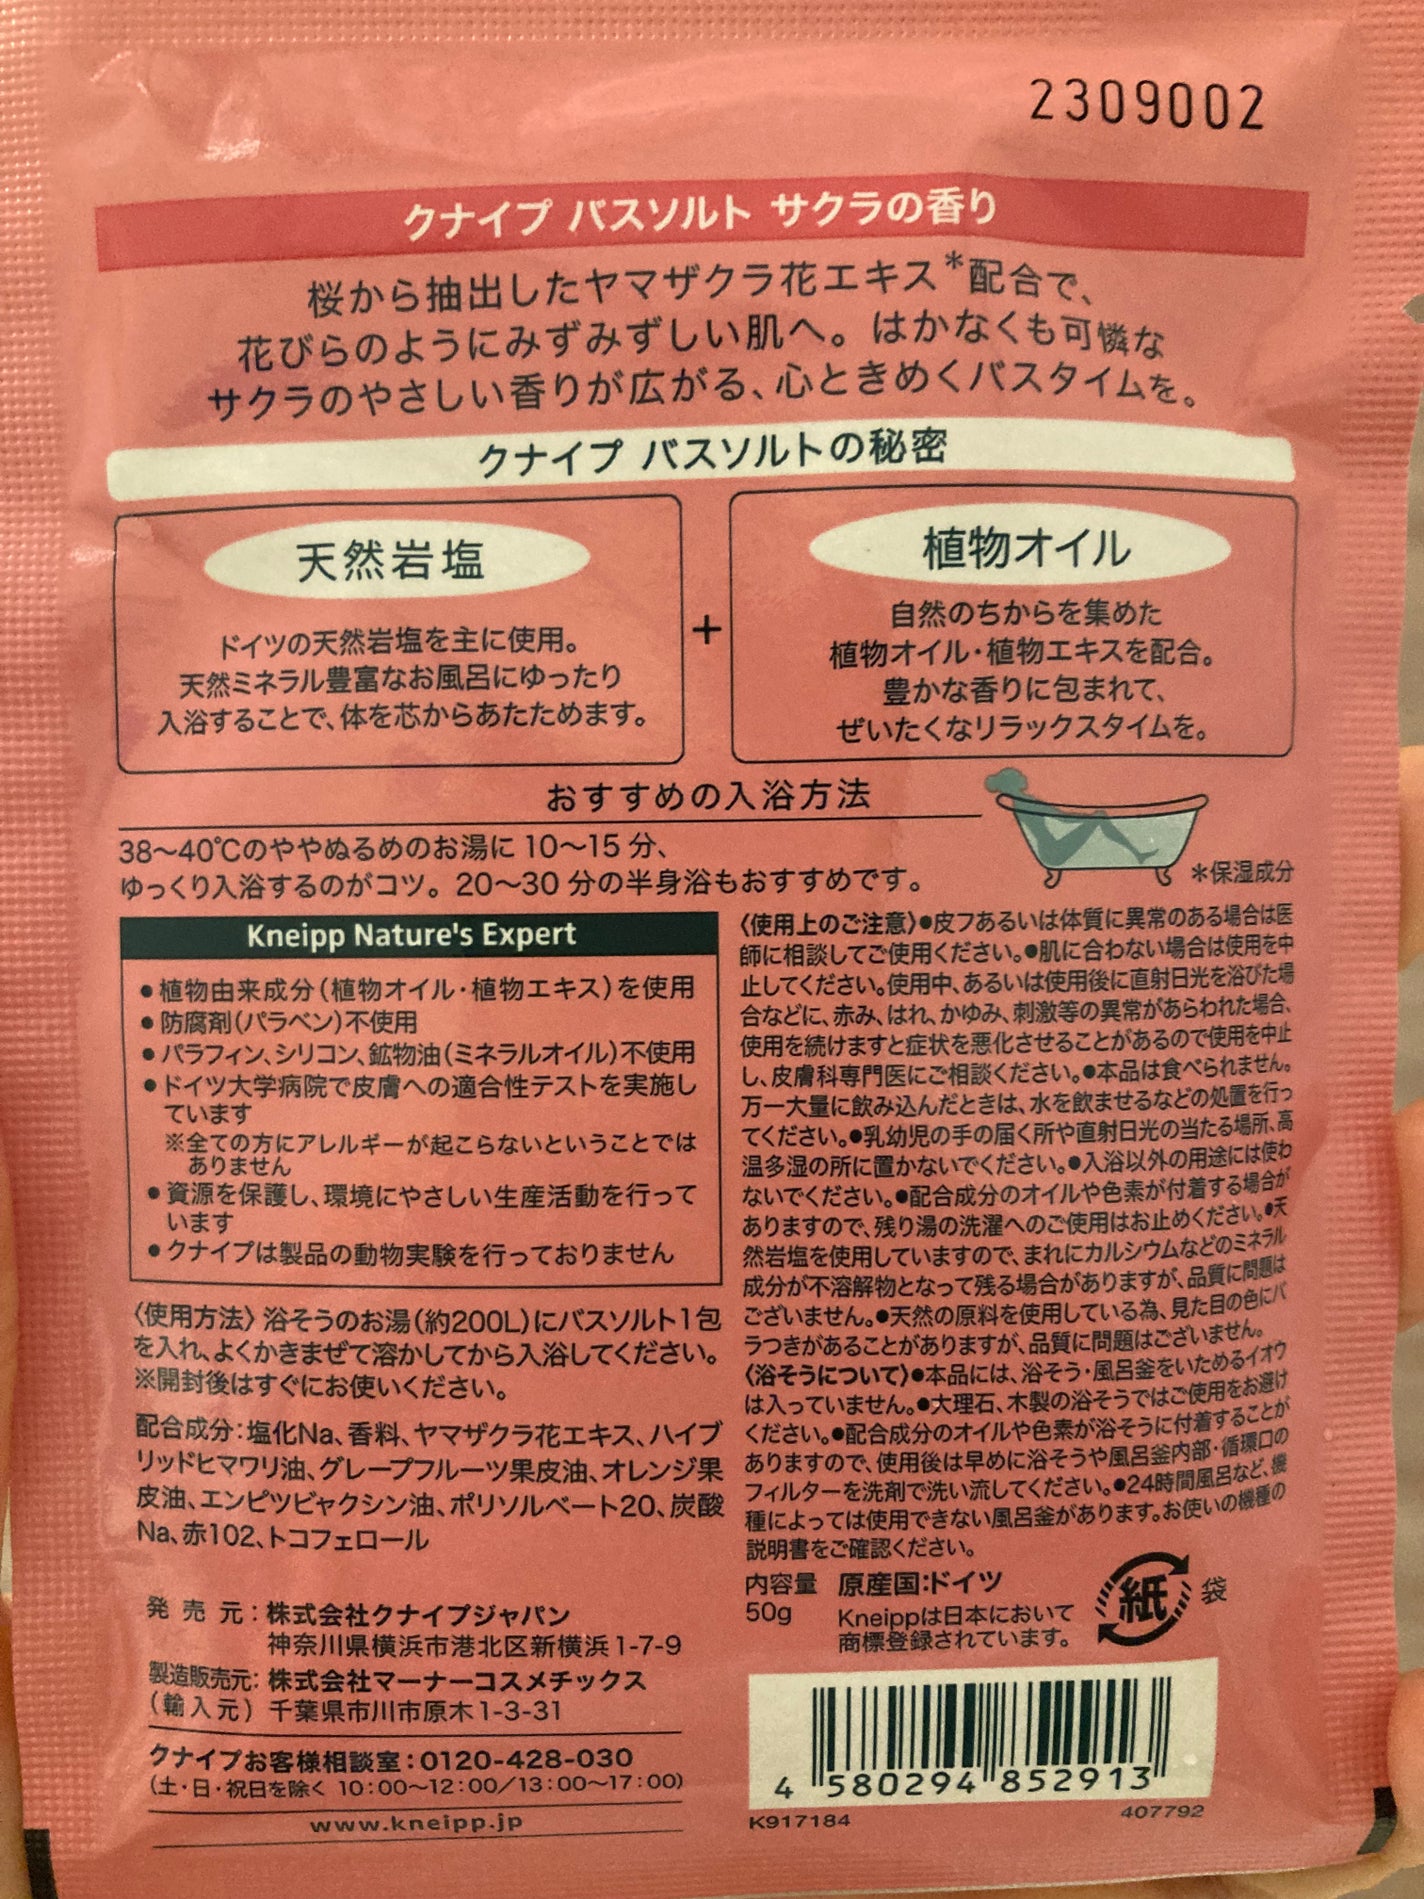 2309002
クナイプ バスソルト サクラの香り
桜から抽出したヤマザクラ花エキス*配合で、
花びらのようにみずみずしい肌へ。はかなくも可憐な
サクラのやさしい香りが広がる、心ときめくバスタイムを。
クナイプ バスソルトの秘密
天然岩塩
ドイツの天然岩塩を主に使用。
天然ミネラル豊富なお風呂にゆったり
入浴することで、体を芯からあたためます。
+
植物オイル
自然のちからを集めた
植物オイル・植物エキスを配合。
豊かな香りに包まれて、
ぜいたくなリラックスタイムを。
おすすめの入浴方法
38〜40℃のややぬるめのお湯に 10〜15 分、
ゆっくり入浴するのがコツ。20〜30 分の半身浴もおすすめです。
*保湿成分
Kneipp Nature's Expert
●植物由来成分(植物オイル・植物エキス)を使用
●防腐剤(パラベン)不使用
●パラフィン、シリコン、鉱物油(ミネラルオイル)不使用
●ドイツ大学病院で皮膚への適合性テストを実施し
ています
※全ての方にアレルギーが起こらないということでは
ありません
●資源を保護し、環境にやさしい生産活動を行って
います
●クナイプは製品の動物実験を行っておりません
〈使用方法〉浴そうのお湯(約200L)にバスソルト1包
を入れ、よくかきまぜて溶かしてから入浴してください。
※開封後はすぐにお使いください。
配合成分:塩化Na、香料、ヤマザクラ花エキス、ハイブ
リッドヒマワリ油、グレープフルーツ果皮油、オレンジ果
皮油、エンピツビャクシン油、ポリソルベート20、炭酸
Na、赤102、トコフェロール
発売元:株式会社クナイプジャパン
神奈川県横浜市港北区新横浜1-7-9
製造販売元:株式会社マーナーコスメチックス
(輸入元)千葉県市川市原木1-3-31
クナイプお客様相談室:0120-428-030
(土・日・祝日を除く 10:00〜12:00/13:00〜17:00)
www.kneipp.jp
〈使用上のご注意〉●皮フあるいは体質に異常のある場合は医
師に相談してご使用ください。●肌に合わない場合は使用を中
止してください。使用中、あるいは使用後に直射日光を浴びた場
合などに、赤み、はれ、かゆみ、刺激等の異常があらわれた場合、
使用を続けますと症状を悪化させることがあるので使用を中止
し、皮膚科専門医にご相談ください。●本品は食べられません。
万一大量に飲み込んだときは、水を飲ませるなどの処置を行っ
てください。●乳幼児の手の届く所や直射日光の当たる場所、高
温多湿の所に置かないでください。●入浴以外の用途には使わ
ないでください。●配合成分のオイルや色素が付着する場合が
ありますので、残り湯の洗濯へのご使用はお止めください。●天
然岩塩を使用していますので、まれにカルシウムなどのミネラル
成分が不溶解物となって残る場合がありますが、品質に問題は
ございません。●天然の原料を使用している為、見た目の色にバ
ラつきがあることがありますが、品質に問題はございません。
〈浴そうについて〉●本品には、浴そう・風呂釜をいためるイオウ
は入っていません。●大理石、木製の浴そうではご使用をお避け
ください。●配合成分のオイルや色素が浴そうに付着することが
ありますので、使用後は早めに浴そうや風呂釜内部・循環口の
フィルターを洗剤で洗い流してください。●24時間風呂など、機
種によっては使用できない風呂釜があります。お使いの機種の
説明書をご確認ください。
内容量 原産国:ドイツ
50g Kneippは日本において
商標登録されています。
紙 袋
4 580294 852913
K917184 407792